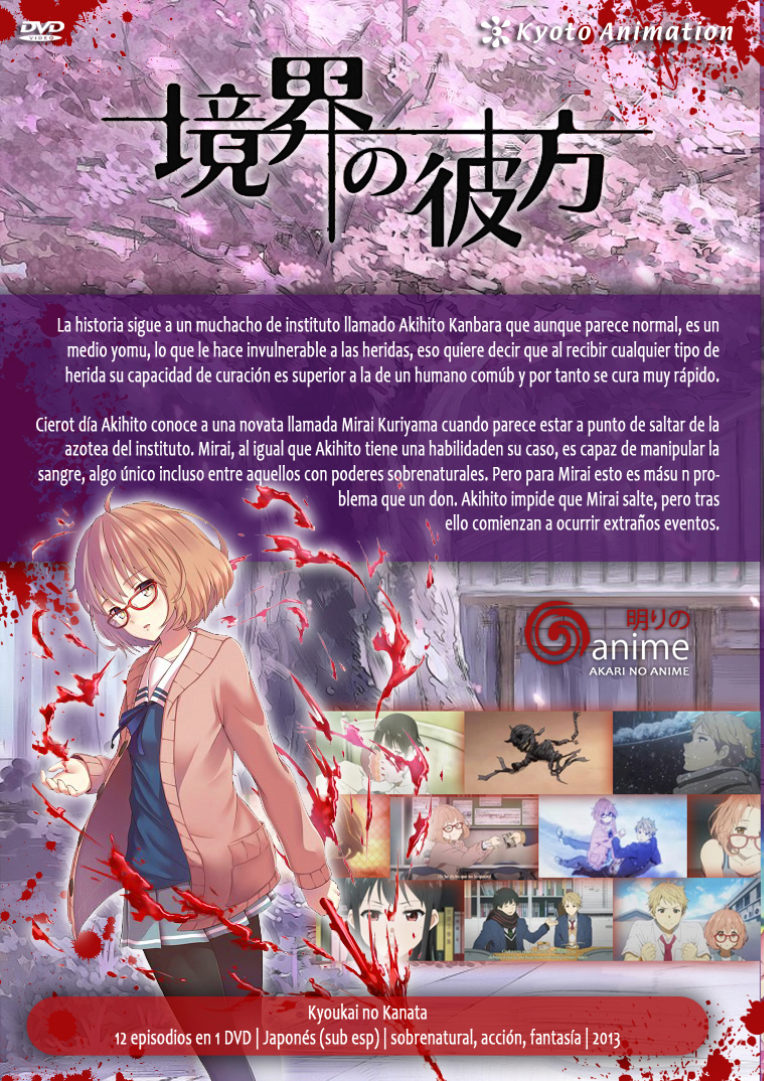 DVD
VIDEO
Kyoto Animation
境界の彼方
La historia sigue a un muchacho de instituto llamado Akihito Kanbara que aunque parece normal, es un
medio yomu, lo que le hace invulnerable a las heridas, eso quiere decir que al recibir cualquier tipo de
herida su capacidad de curación es superior a la de un humano comúb y por tanto se cura muy rápido.
Cierot día Akihito conoce a una novata llamada Mirai Kuriyama cuando parece estar a punto de saltar de la
azotea del instituto. Mirai, al igual que Akihito tiene una habilidaden su caso, es capaz de manipular la
sangre, algo único incluso entre aquellos con poderes sobrenaturales. Pero para Mirai esto es másu n pro-
blema que un don. Akihito impide que Mirai salte, pero tras
ello comienzan a ocurrir extraños eventos.
明りの
anime
AKARI NO ANIME
Kyoukai no Kanata
12 episodios en 1 DVD | Japonés (sub esp) | sobrenatural, acción, fantasía | 2013